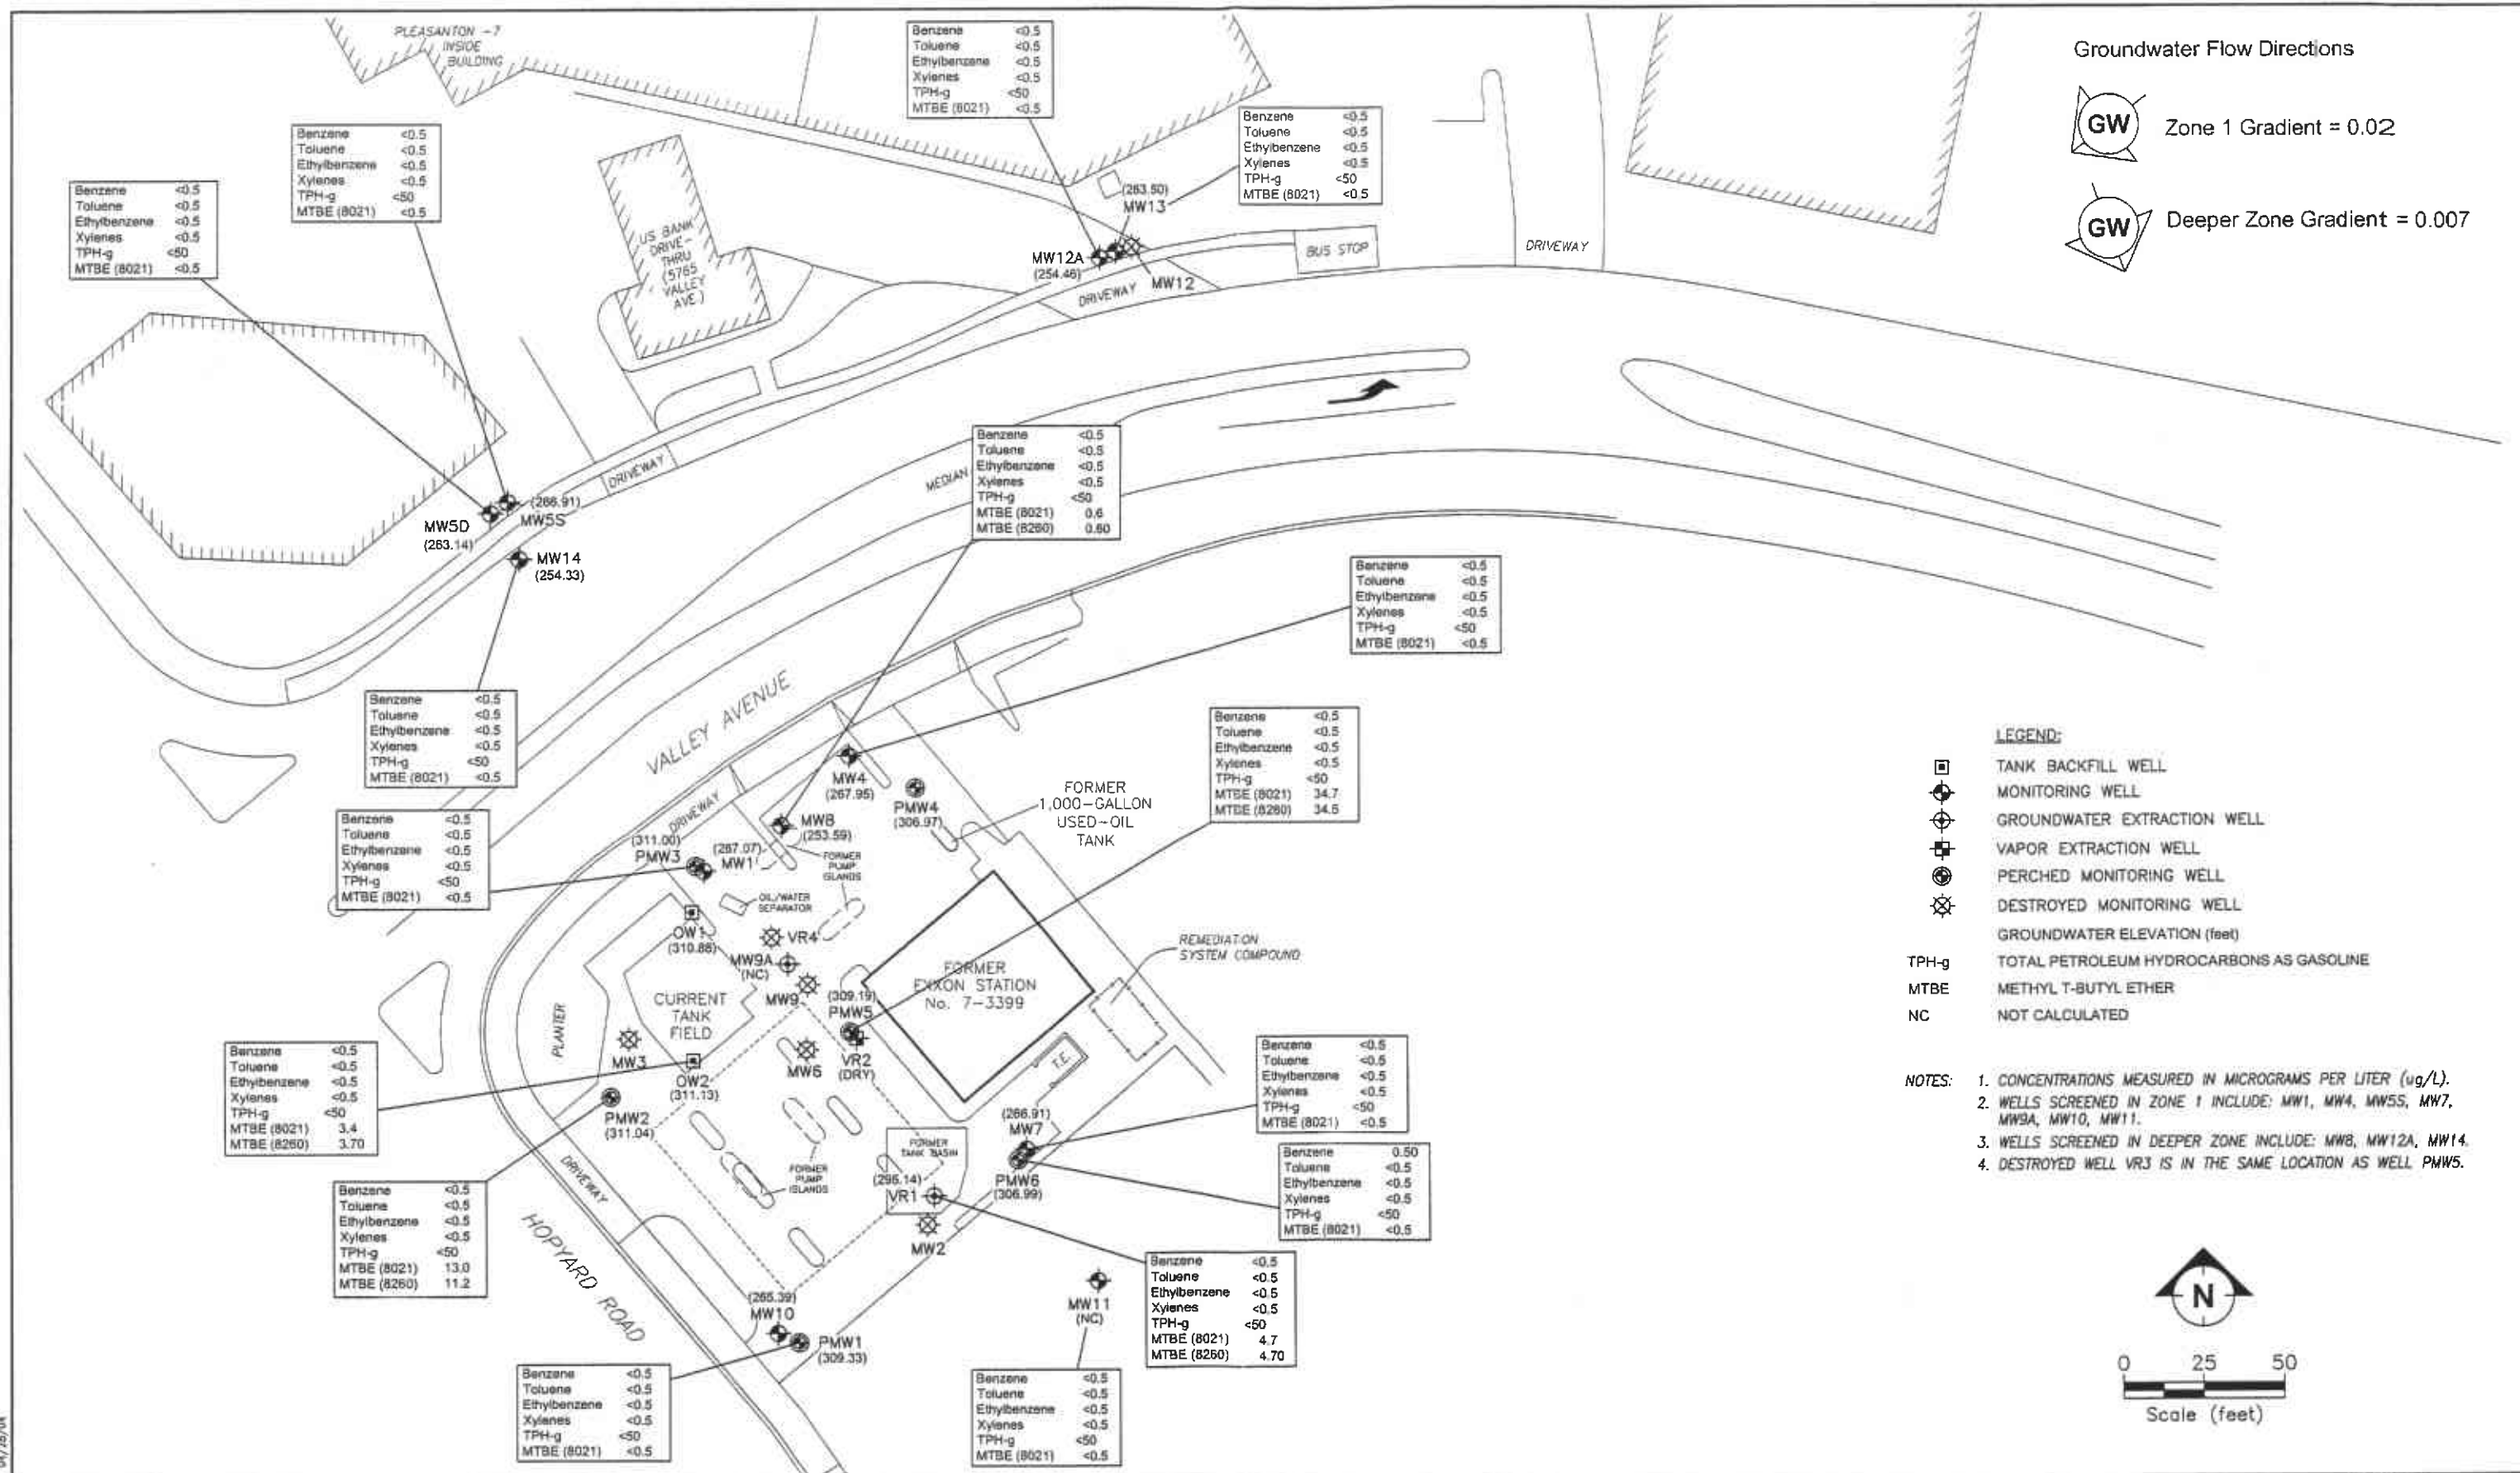 PLEASANTON -7
INSIDE
BUILDING
Benzene <0.5
Toluene <0.5
Ethylbenzene <0.5
Xylenes <0.5
TPH-g <50
MTBE (8021) <0.5
Groundwater Flow Directions
GW
Zone 1 Gradient = 0.02
GW
Deeper Zone Gradient = 0.007
Benzene <0.5
Toluene <0.5
Ethylbenzene <0.5
Xylenes <0.5
TPH-g <50
MTBE (8021) <0.5
Benzene <0.5
Toluene <0.5
Ethylbenzene <0.5
Xylenes <0.5
TPH-g <50
MTBE (8021) <0.5
Benzene <0.5
Toluene <0.5
Ethylbenzene <0.5
Xylenes <0.5
TPH-g <50
MTBE (8021) <0.5
(263.50)
MW13
US BANK
DRIVE-
THRU
(5765
VALLEY
AVE.)
MW12A
(254.46)
MW12
DRIVEWAY
BUS STOP
DRIVEWAY
Benzene <0.5
Toluene <0.5
Ethylbenzene <0.5
Xylenes <0.5
TPH-g <50
MTBE (8021) 0.6
MTBE (8260) 0.60
MEDIAN
DRIVEWAY
(266.91)
MW5S
MW5D
(263.14)
MW14
(254.33)
Benzene <0.5
Toluene <0.5
Ethylbenzene <0.5
Xylenes <0.5
TPH-g <50
MTBE (8021) <0.5
Benzene <0.5
Toluene <0.5
Ethylbenzene <0.5
Xylenes <0.5
TPH-g <50
MTBE (8021) <0.5
VALLEY AVENUE
Benzene <0.5
Toluene <0.5
Ethylbenzene <0.5
Xylenes <0.5
TPH-g <50
MTBE (8021) 34.7
MTBE (8260) 34.5
MW4
(267.95)
PMW4
(306.97)
FORMER
1,000-GALLON
USED-OIL
TANK
Benzene <0.5
Toluene <0.5
Ethylbenzene <0.5
Xylenes <0.5
TPH-g <50
MTBE (8021) <0.5
DRIVEWAY
MW8
(253.59)
(311.00)
PMW3
(267.07)
MW1
FORMER
PUMP
ISLANDS
OIL/WATER
SEPARATOR
OW1
(310.88)
VR4
MW9A
(NC)
MW9
(309.19)
PMW5
FORMER
EXXON STATION
No. 7-3399
REMEDIATION
SYSTEM COMPOUND
CURRENT
TANK
FIELD
PLANTER
MW3
OW2
(311.13)
MW6
VR2
(DRY)
T.E.
Benzene <0.5
Toluene <0.5
Ethylbenzene <0.5
Xylenes <0.5
TPH-g <50
MTBE (8021) 3.4
MTBE (8260) 3.70
PMW2
(311.04)
Benzene <0.5
Toluene <0.5
Ethylbenzene <0.5
Xylenes <0.5
TPH-g <50
MTBE (8021) <0.5
(266.91)
MW7
FORMER
TANK BASIN
PMW6
(306.99)
Benzene 0.50
Toluene <0.5
Ethylbenzene <0.5
Xylenes <0.5
TPH-g <50
MTBE (8021) <0.5
DRIVEWAY
FORMER
PUMP
ISLANDS
(295.14)
VR1
MW2
Benzene <0.5
Toluene <0.5
Ethylbenzene <0.5
Xylenes <0.5
TPH-g <50
MTBE (8021) 13.0
MTBE (8260) 11.2
HOPYARD ROAD
Benzene <0.5
Toluene <0.5
Ethylbenzene <0.5
Xylenes <0.5
TPH-g <50
MTBE (8021) 4.7
MTBE (8260) 4.70
MW11
(NC)
(265.39)
MW10
PMW1
(309.33)
Benzene <0.5
Toluene <0.5
Ethylbenzene <0.5
Xylenes <0.5
TPH-g <50
MTBE (8021) <0.5
Benzene <0.5
Toluene <0.5
Ethylbenzene <0.5
Xylenes <0.5
TPH-g <50
MTBE (8021) <0.5
LEGEND:
TANK BACKFILL WELL
MONITORING WELL
GROUNDWATER EXTRACTION WELL
VAPOR EXTRACTION WELL
PERCHED MONITORING WELL
DESTROYED MONITORING WELL
GROUNDWATER ELEVATION (feet)
TPH-g TOTAL PETROLEUM HYDROCARBONS AS GASOLINE
MTBE METHYL T-BUTYL ETHER
NC NOT CALCULATED
NOTES: 1. CONCENTRATIONS MEASURED IN MICROGRAMS PER LITER (ug/L).
2. WELLS SCREENED IN ZONE 1 INCLUDE: MW1, MW4, MW5S, MW7,
MW9A, MW10, MW11.
3. WELLS SCREENED IN DEEPER ZONE INCLUDE: MW8, MW12A, MW14.
4. DESTROYED WELL VR3 IS IN THE SAME LOCATION AS WELL PMW5.
N
0 25 50
Scale (feet)